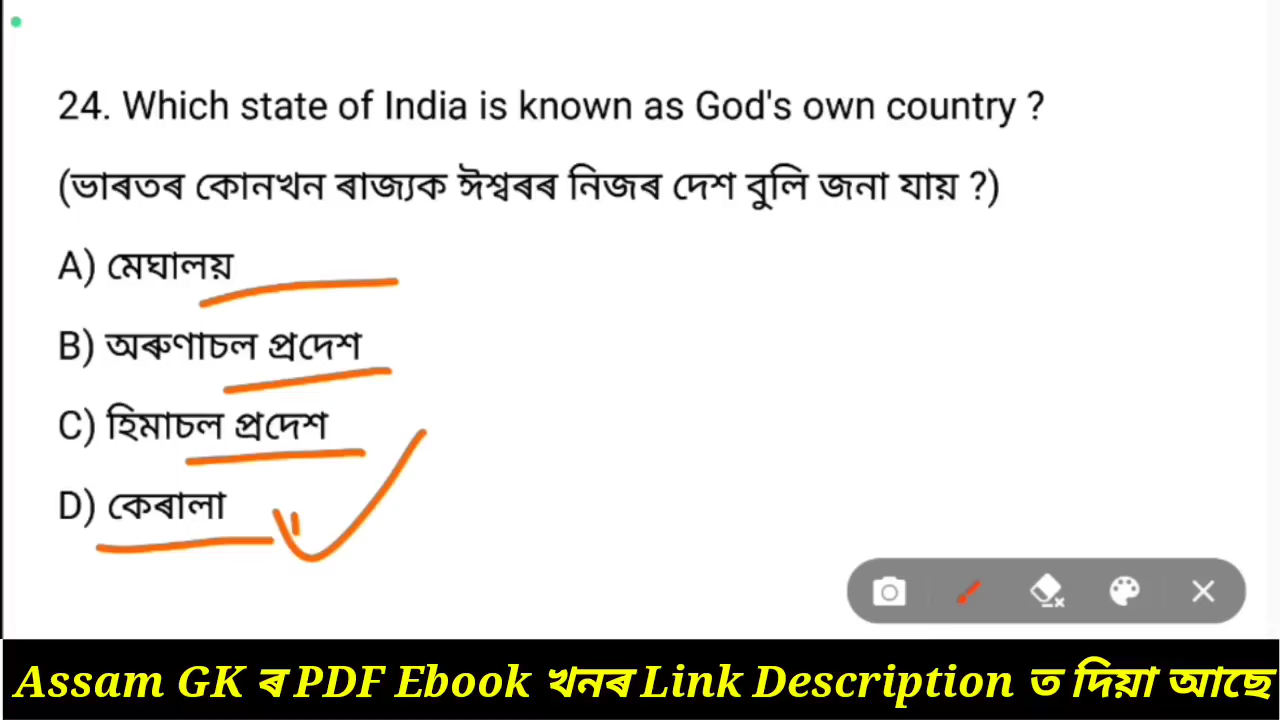 24. Which state of India is known as God's own country ?
(ভাৰতৰ কোনখন ৰাজ্যক ঈশ্বৰৰ নিজৰ দেশ বুলি জনা যায় ?)
A) মেঘালয়
B) অৰুণাচল প্ৰদেশ
C) হিমাচল প্ৰদেশ
D) কেৰালা
Assam GK ৰ PDF Ebook খনৰ Link Description ত দিয়া আছে